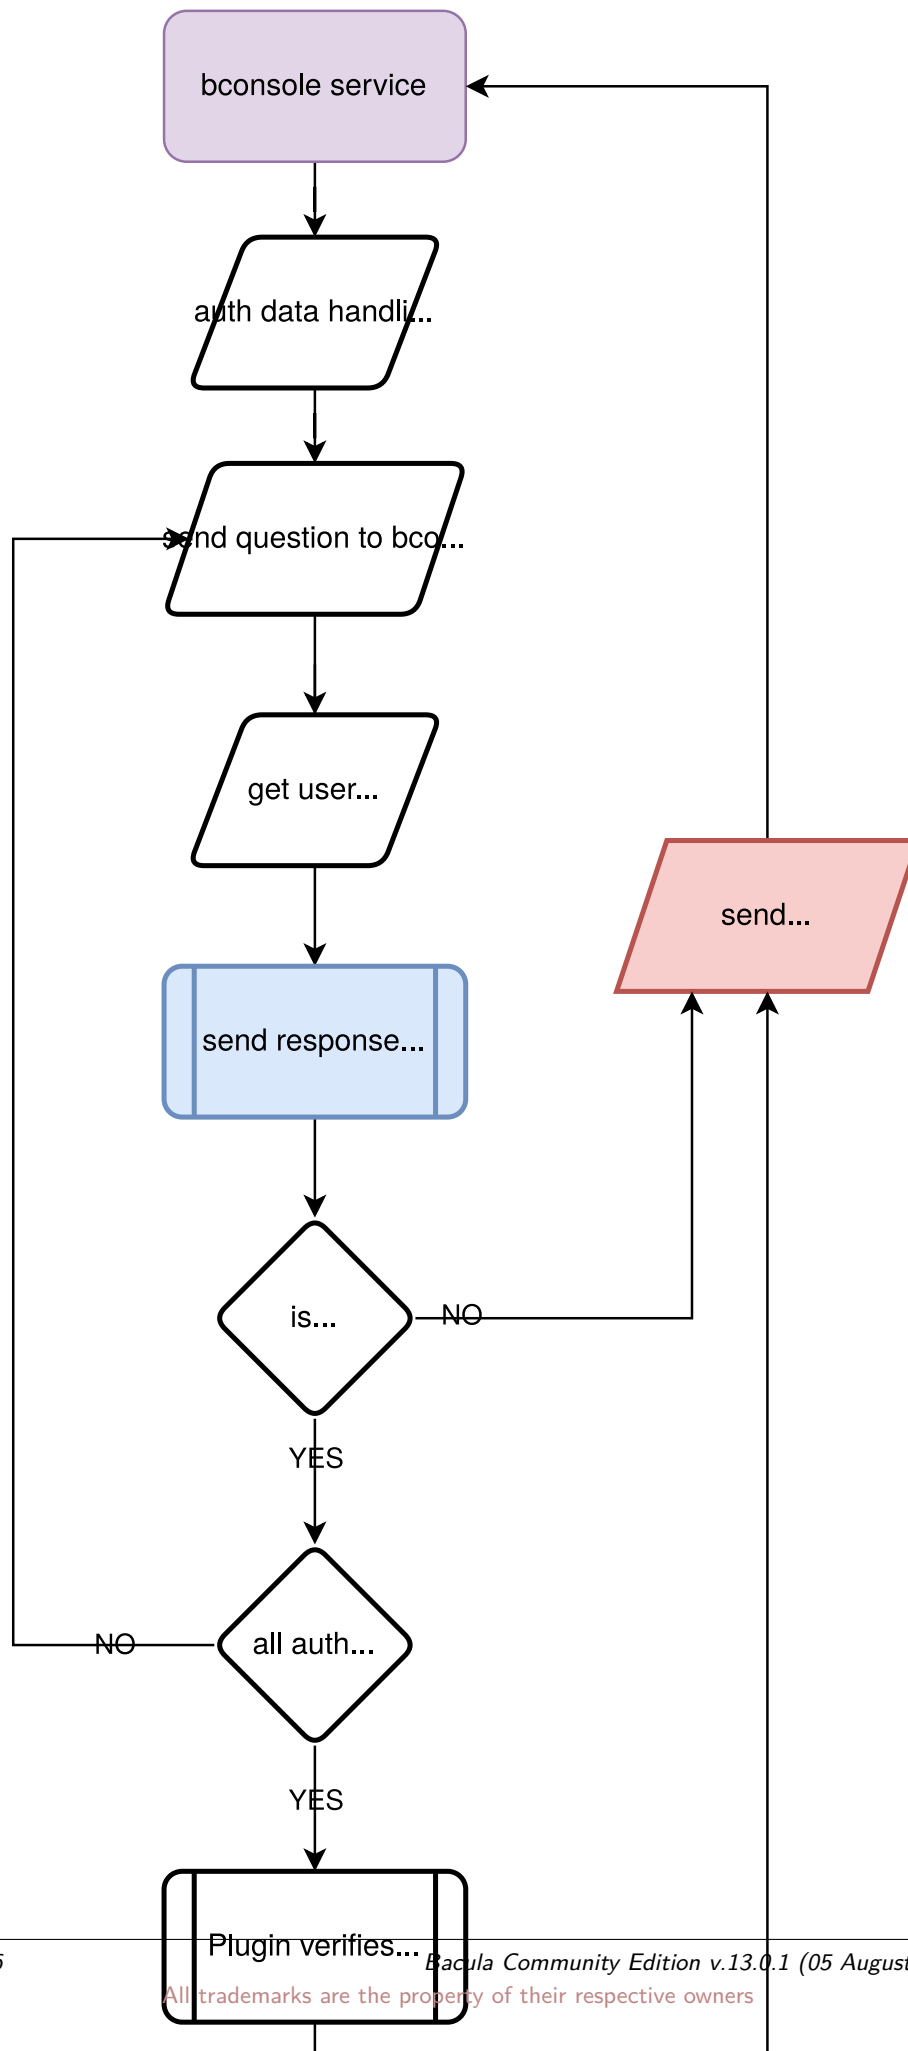 bconsole service
auth data handli...
send question to bco...
get user...
send...
send response...
is...
NO
YES
all auth...
NO
YES
Plugin verifies...
Bacula Community Edition v.13.0.1 (05 August
All trademarks are the property of their respective owners